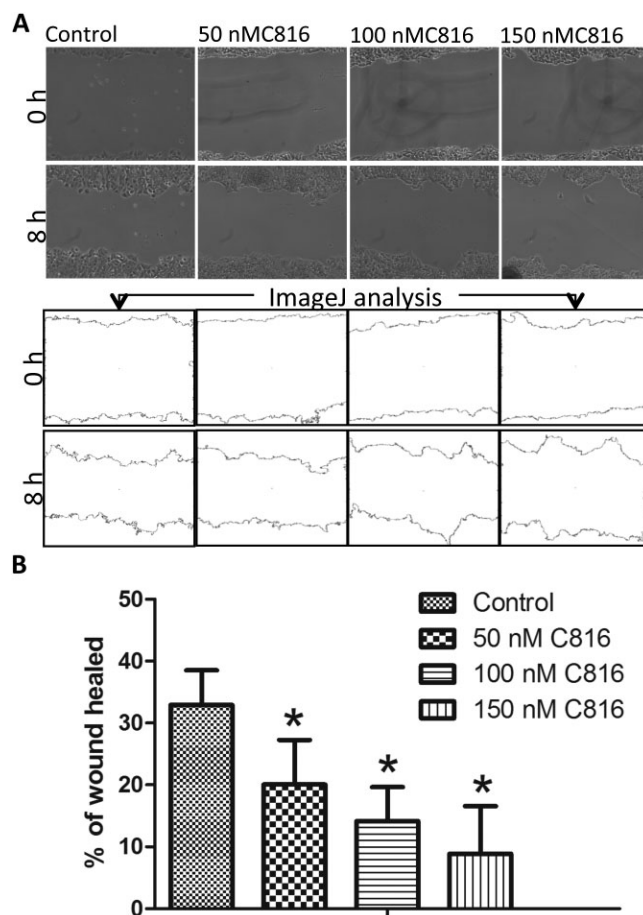 A
Control
50 nMC816
100 nMC816
150 nMC816
0 h
8 h
ImageJ analysis
0 h
8 h
B
% of wound healed
50
40
30
20
10
0
*
*
*
Control
50 nM C816
100 nM C816
150 nM C816